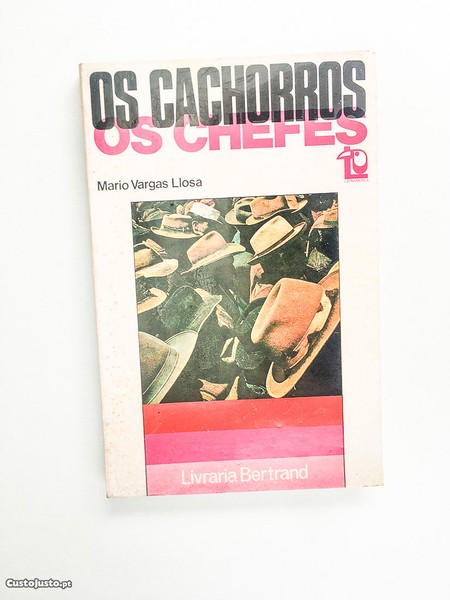 OS CACHORROS
OS CHEFES
Mario Vargas Llosa
Livraria Bertrand
CustoJusto.pt